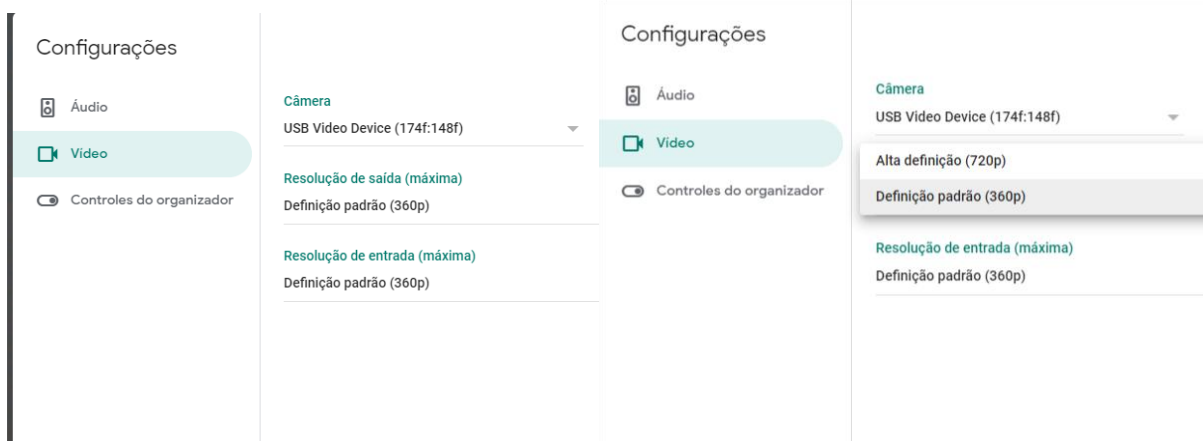 Configurações
Áudio
Vídeo
Controles do organizador
Câmera
USB Video Device (174f:148f)
Resolução de saída (máxima)
Definição padrão (360p)
Resolução de entrada (máxima)
Definição padrão (360p)
Configurações
Áudio
Vídeo
Controles do organizador
Câmera
USB Video Device (174f:148f)
Alta definição (720p)
Definição padrão (360p)
Resolução de entrada (máxima)
Definição padrão (360p)